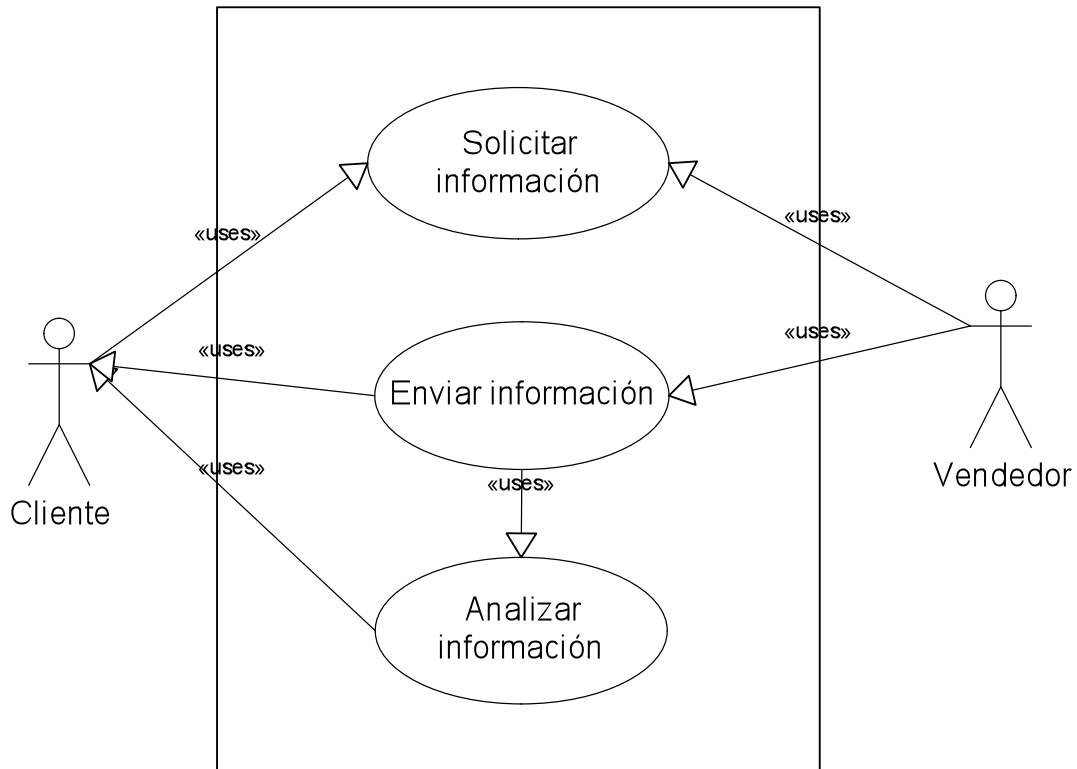 Solicitar
información
«uses»
«uses»
«uses»
«uses»
Enviar información
«uses»
«uses»
Vendedor
Cliente
Analizar
información